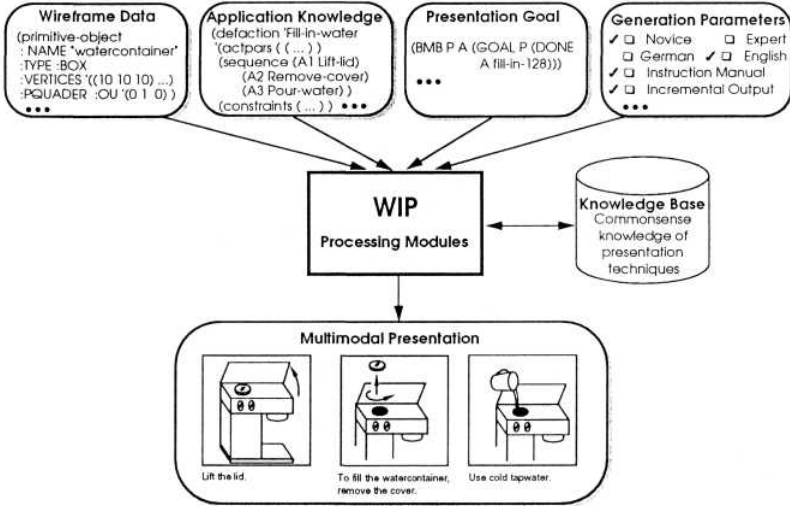 Wireframe Data
(primitive-object
: NAME "watercontainer"
:TYPE :BOX
:VERTICES '((10 10 10) ...)
:PQUADER :OU '(0 1 0) )
●●●
Application Knowledge
(defaction 'Fill-in-water
'(actpars ( ( ... ) )
(sequence (A1 Lift-lid)
(A2 Remove-cover)
(A3 Pour-water) )
(constraints ( ... ) ) ●●●
Presentation Goal
(BMB P A (GOAL P (DONE
A fill-in-128)))
●●●
Generation Parameters
✓ ❑ Novice ❑ Expert
❑ German ✓ ❑ English
✓ ❑ Instruction Manual
✓ ❑ Incremental Output
●●●
WIP
Processing Modules
Knowledge Base
Commonsense
knowledge of
presentation
techniques
Multimodal Presentation
Lift the lid.
To fill the watercontainer,
remove the cover.
Use cold tapwater.